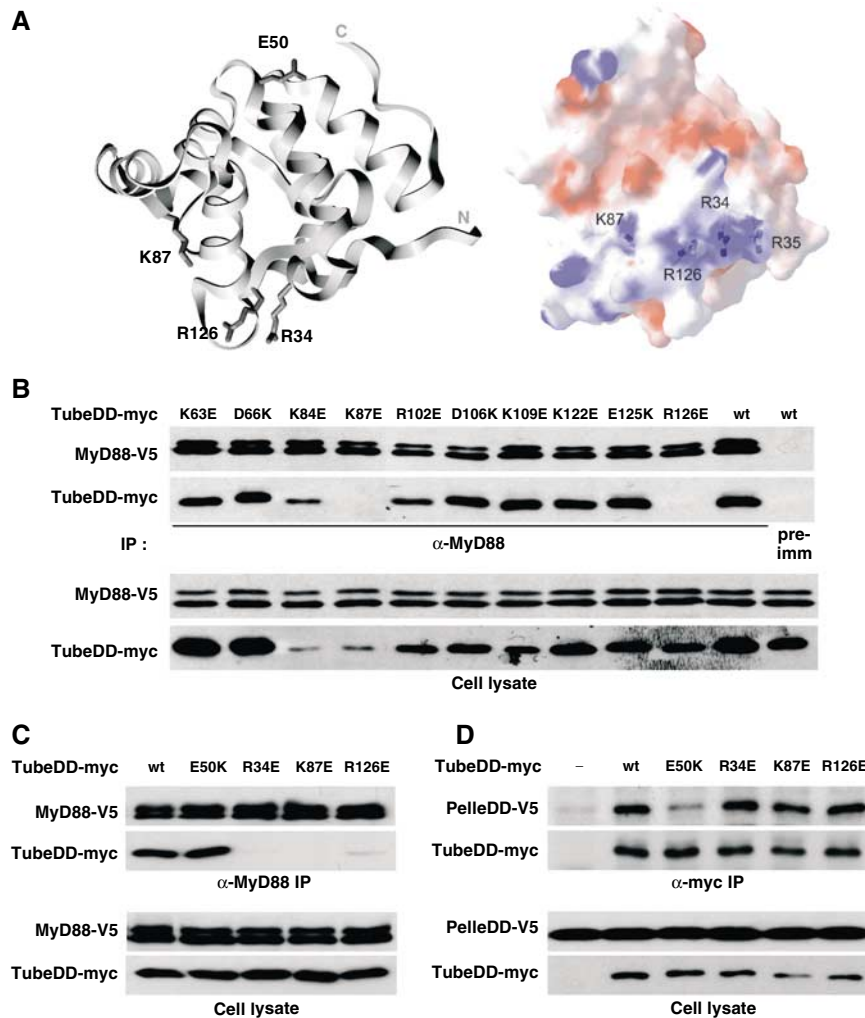 A
E50
C
N
K87
R126
R34
K87
R34
R35
R126
B
TubeDD-myc K63E D66K K84E K87E R102E D106K K109E K122E E125K R126E wt wt
MyD88-V5
TubeDD-myc
IP : α-MyD88 pre-imm
MyD88-V5
TubeDD-myc
Cell lysate
C
TubeDD-myc wt E50K R34E K87E R126E
MyD88-V5
TubeDD-myc
α-MyD88 IP
MyD88-V5
TubeDD-myc
Cell lysate
D
TubeDD-myc – wt E50K R34E K87E R126E
PelleDD-V5
TubeDD-myc
α-myc IP
PelleDD-V5
TubeDD-myc
Cell lysate